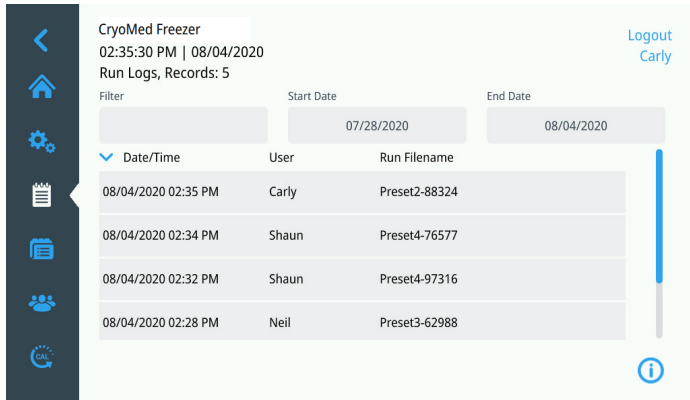 CryoMed Freezer
02:35:30 PM | 08/04/2020
Run Logs, Records: 5
Logout
Carly
Filter Start Date End Date
07/28/2020 08/04/2020
Date/Time User Run Filename
08/04/2020 02:35 PM Carly Preset2-88324
08/04/2020 02:34 PM Shaun Preset4-76577
08/04/2020 02:32 PM Shaun Preset4-97316
08/04/2020 02:28 PM Neil Preset3-62988
CAL